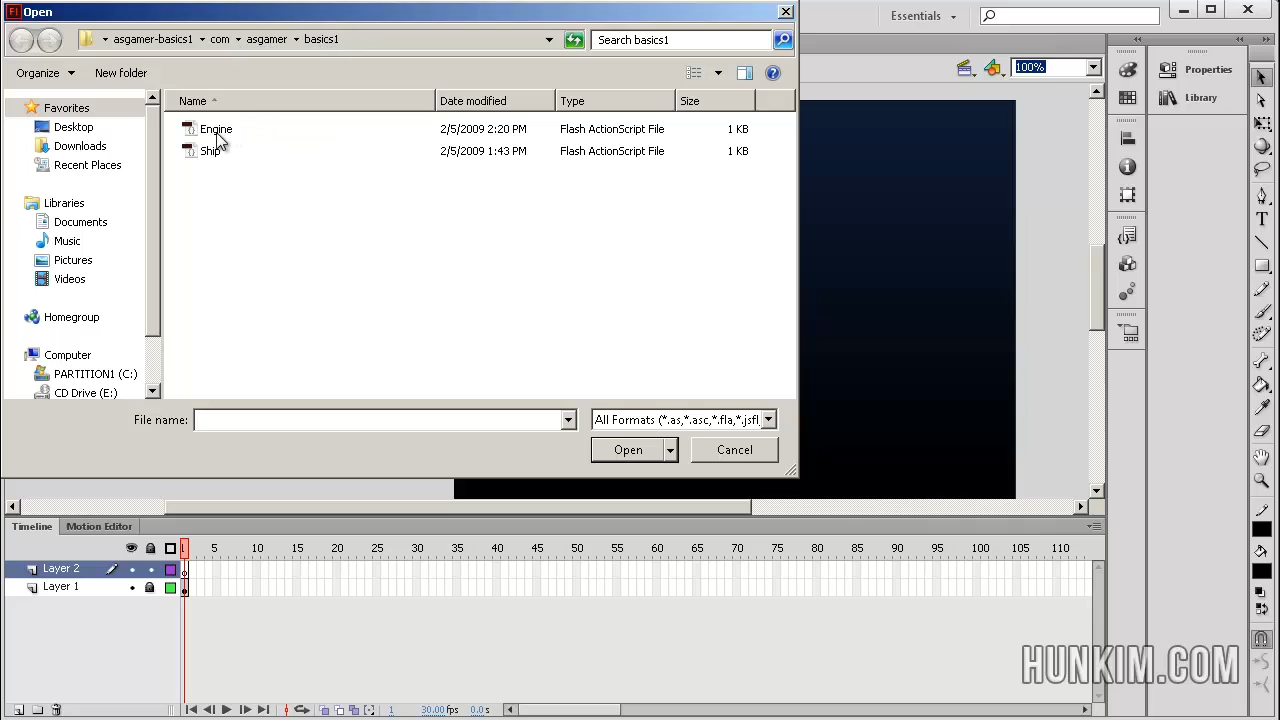 Fl Open
asgamer-basics1 com asgamer basics1
Search basics1
Organize New folder
Name Date modified Type Size
Favorites
Desktop
Downloads
Recent Places
Libraries
Documents
Music
Pictures
Videos
Homegroup
Computer
PARTITION1 (C:)
CD Drive (E:)
Engine 2/5/2009 2:20 PM Flash ActionScript File 1 KB
Ship 2/5/2009 1:43 PM Flash ActionScript File 1 KB
File name:
All Formats (*.as,*.asc,*.fla,*.jsfl,
Open Cancel
Essentials
100%
Properties
Library
Timeline Motion Editor
1 5 10 15 20 25 30 35 40 45 50 55 60 65 70 75 80 85 90 95 100 105 110
Layer 2
Layer 1
1 30.00fps 0.0s
HUNKIM.COM